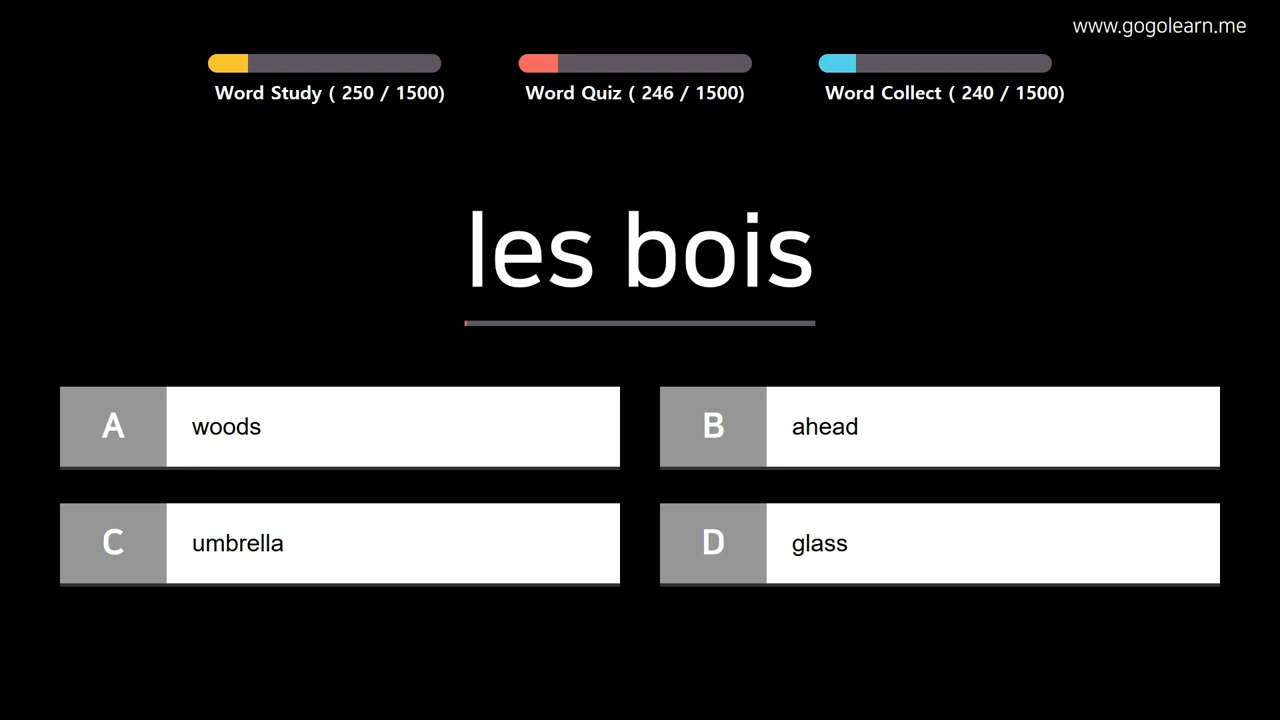 www.gogolearn.me
Word Study ( 250 / 1500)
Word Quiz ( 246 / 1500)
Word Collect ( 240 / 1500)
les bois
A woods
B ahead
C umbrella
D glass